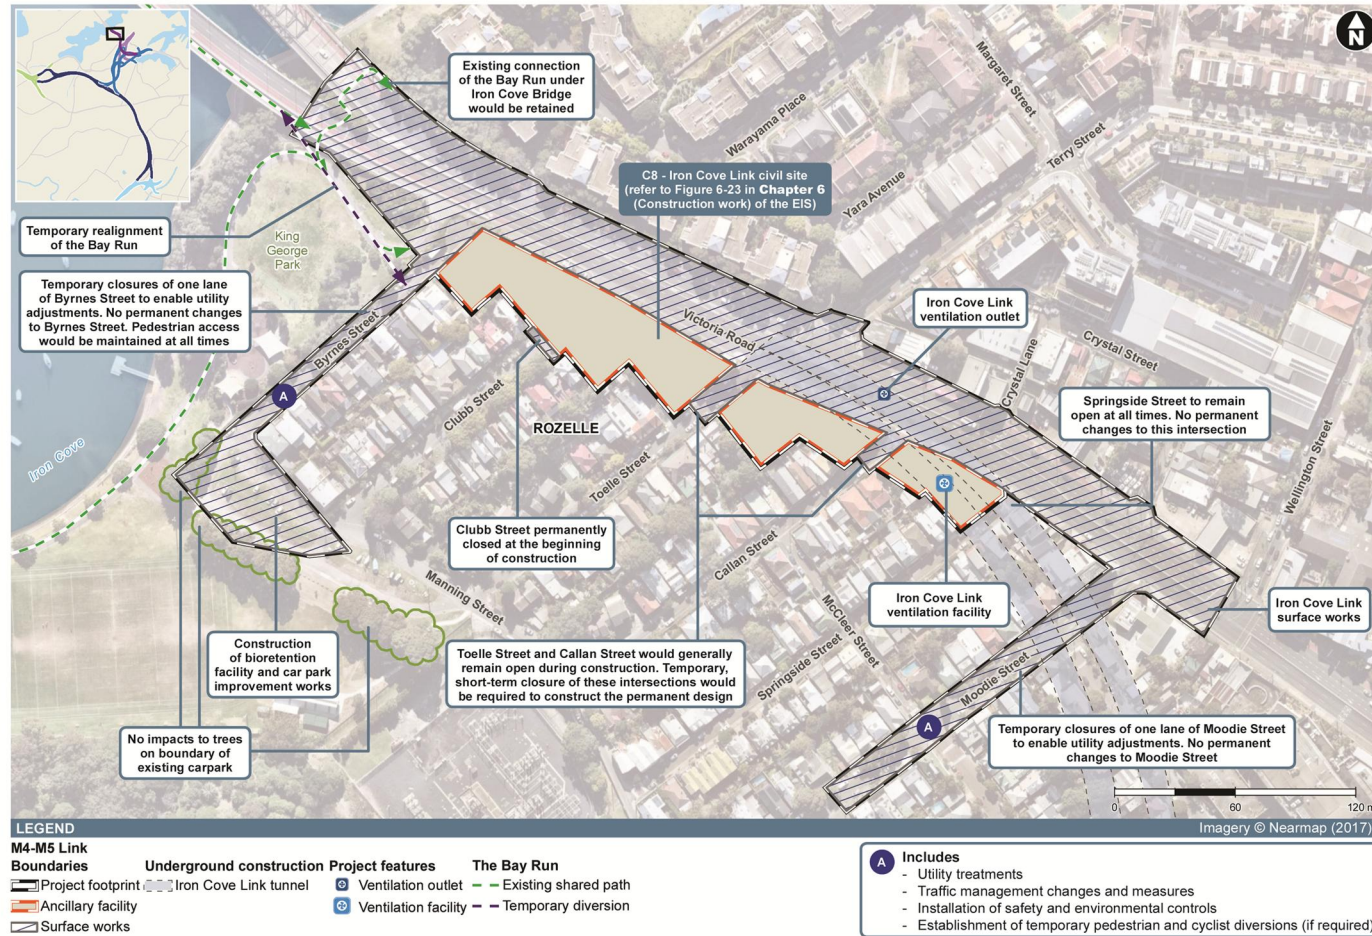 N
Existing connection
of the Bay Run under
Iron Cove Bridge
would be retained
Margaret Street
Warayama Place
Terry Street
C8 - Iron Cove Link civil site
(refer to Figure 6-23 in Chapter 6
(Construction work) of the EIS)
Yara Avenue
Temporary realignment
of the Bay Run
King
George
Park
Temporary closures of one lane
of Byrnes Street to enable utility
adjustments. No permanent changes
to Byrnes Street. Pedestrian access
would be maintained at all times
Iron Cove Link
ventilation outlet
Victoria Road
Byrnes Street
Crystal Street
Crystal Lane
A
Springside Street to remain
open at all times. No permanent
changes to this intersection
Clubb Street
ROZELLE
Iron Cove
Toelle Street
Wellington Street
Clubb Street permanently
closed at the beginning
of construction
Callan Street
Manning Street
Iron Cove Link
ventilation facility
Iron Cove Link
surface works
McCleer Street
Construction
of bioretention
facility and car park
improvement works
Toelle Street and Callan Street would generally
remain open during construction. Temporary,
short-term closure of these intersections would
be required to construct the permanent design
Springside Street
Moodie Street
A
No impacts to trees
on boundary of
existing carpark
Temporary closures of one lane of Moodie Street
to enable utility adjustments. No permanent
changes to Moodie Street
0 60 120 m
LEGEND
Imagery © Nearmap (2017)
M4-M5 Link
Boundaries
Project footprint
Ancillary facility
Surface works
Underground construction
Iron Cove Link tunnel
Project features
Ventilation outlet
Ventilation facility
The Bay Run
Existing shared path
Temporary diversion
A Includes
- Utility treatments
- Traffic management changes and measures
- Installation of safety and environmental controls
- Establishment of temporary pedestrian and cyclist diversions (if required)